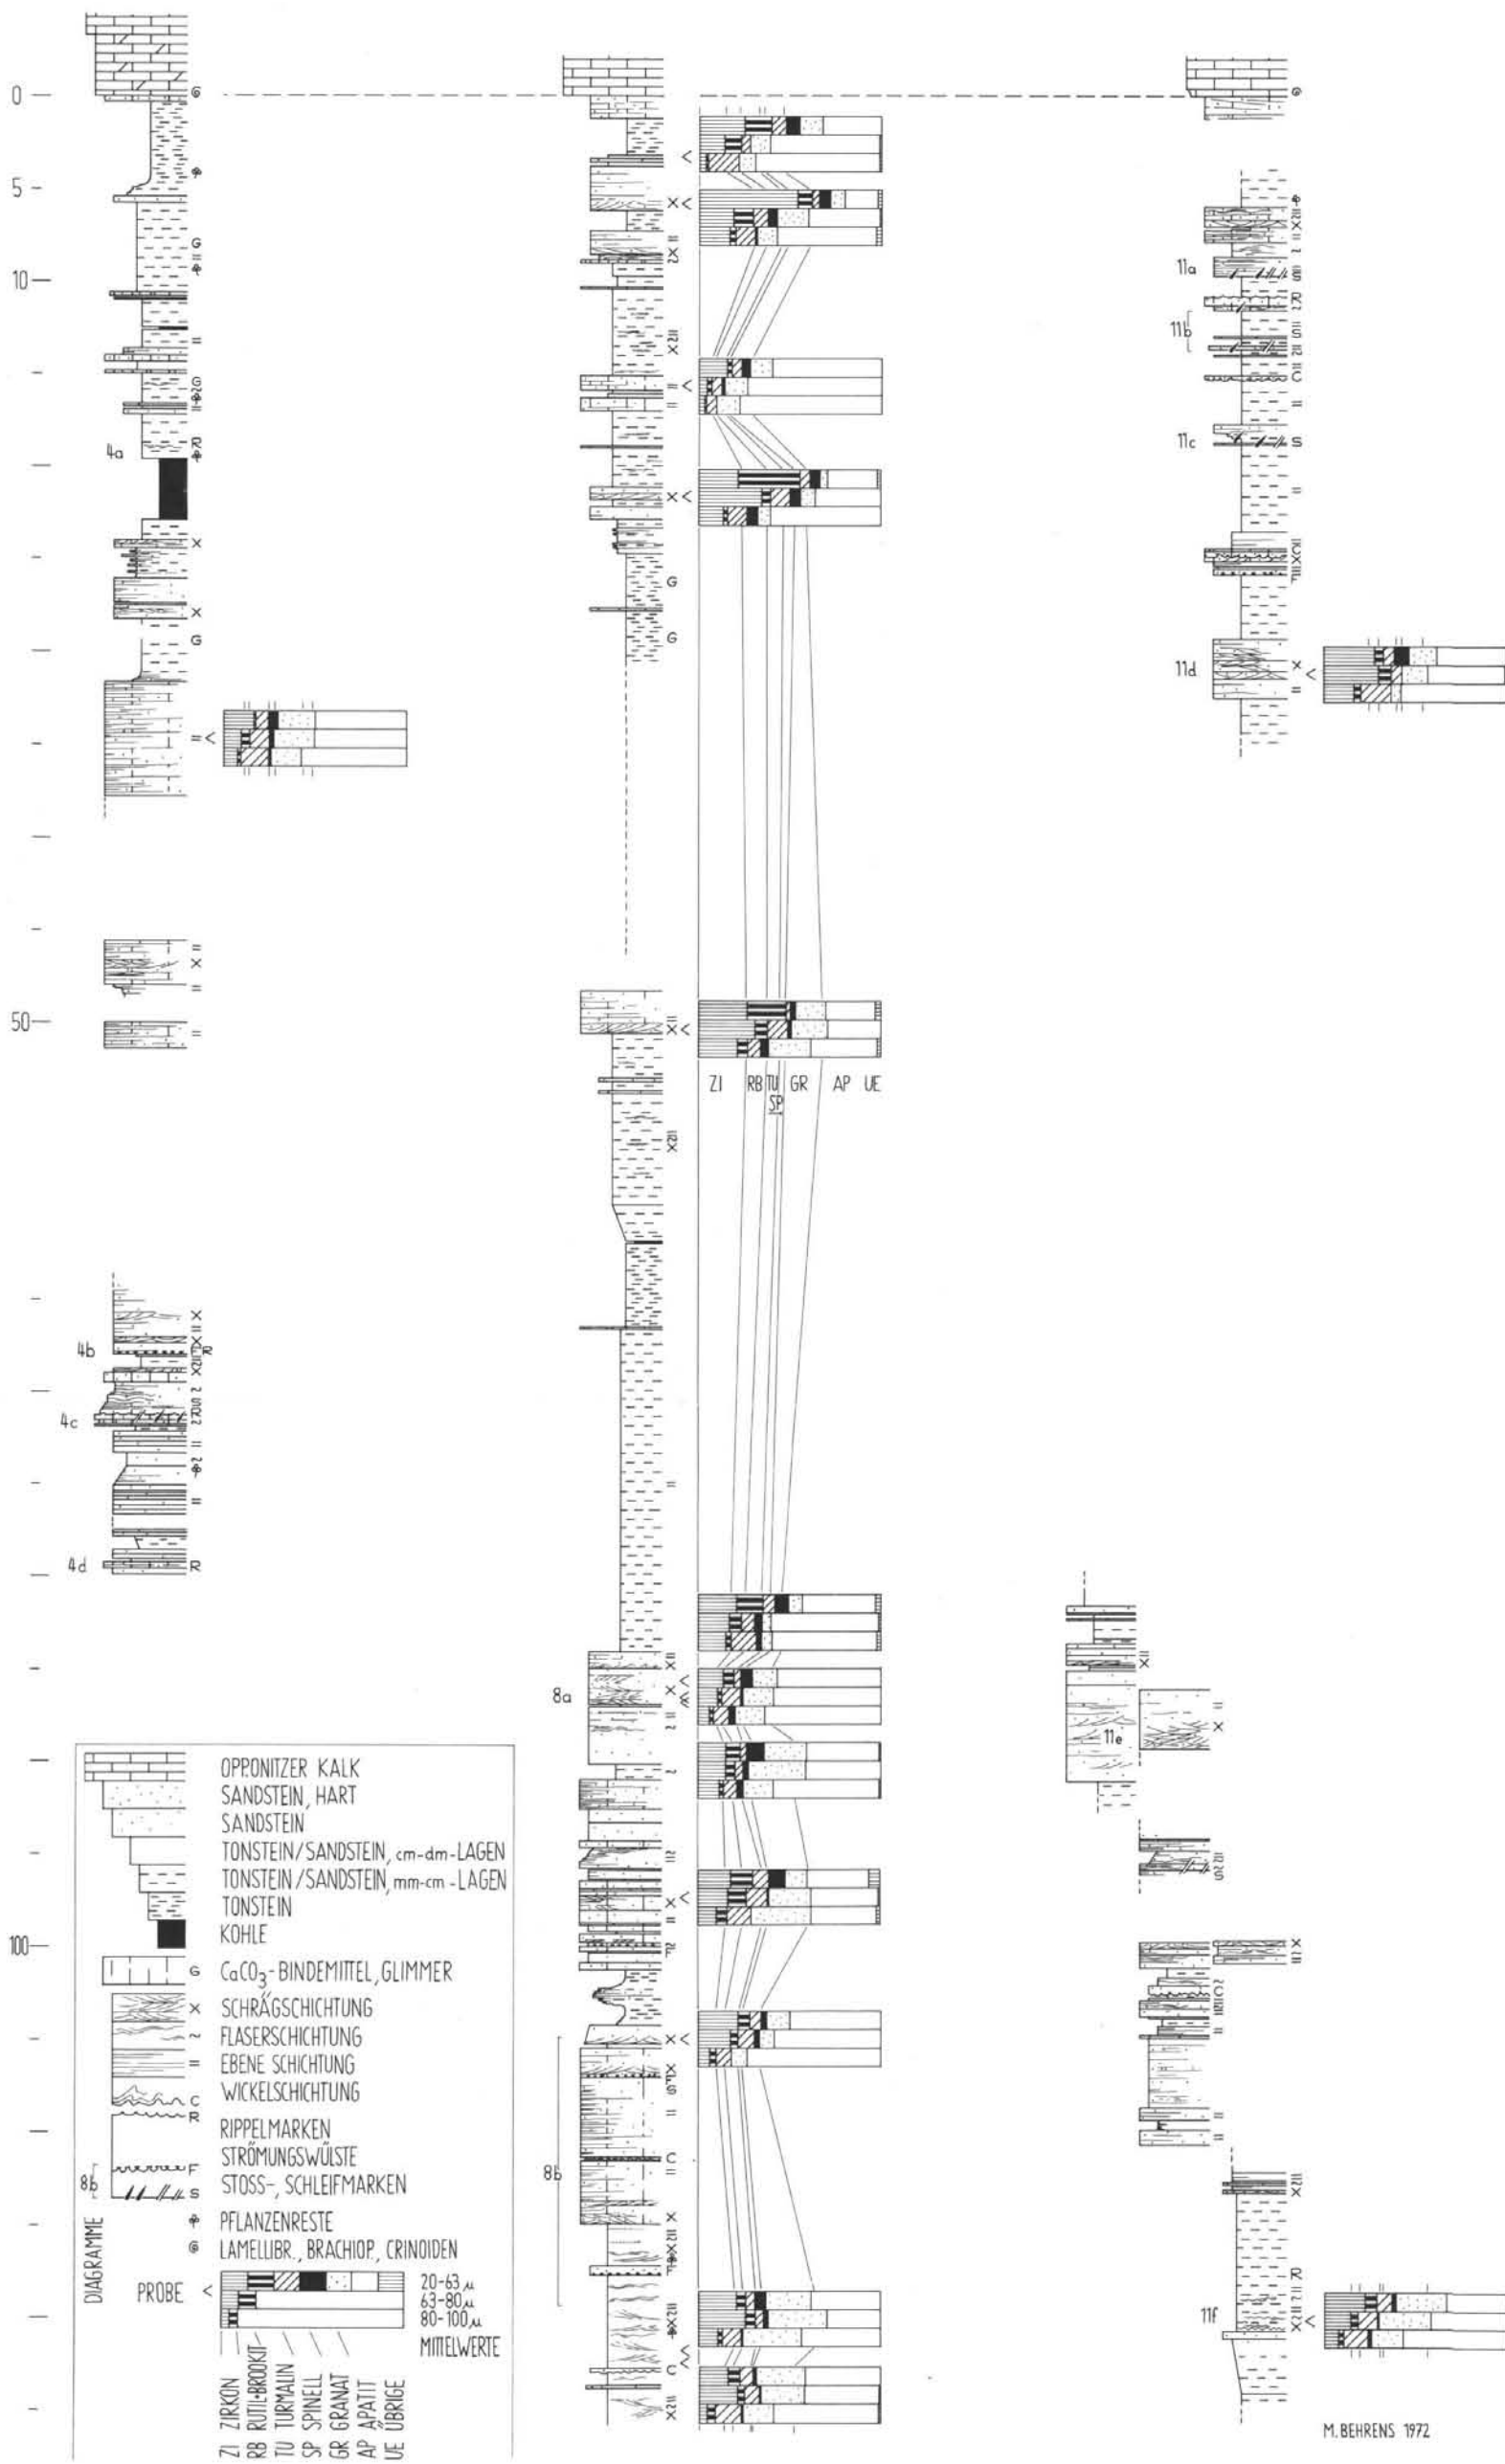 0
5
10
50
100
4a
4b
4c
4d
8a
8b
11a
11b
11c
11d
11e
11f
ZI RB TU GR AP UE
SP
OPPONITZER KALK
SANDSTEIN, HART
SANDSTEIN
TONSTEIN/SANDSTEIN, cm-dm-LAGEN
TONSTEIN/SANDSTEIN, mm-cm-LAGEN
TONSTEIN
KOHLE
G CaCO₃-BINDEMITTEL, GLIMMER
X SCHRÄGSCHICHTUNG
~ FLASERSCHICHTUNG
= EBENE SCHICHTUNG
C WICKELSCHICHTUNG
R RIPPELMARKEN
F STRÖMUNGSWÜLSTE
8b S STOSS-, SCHLEIFMARKEN
PFLANZENRESTE
LAMELLIBR., BRACHIOP., CRINOIDEN
DIAGRAMME
PROBE <
20-63 µ
63-80 µ
80-100 µ
MITTELWERTE
ZI ZIRKON
RB RUTIL+BROOKIT
TU TURMALIN
SP SPINELL
GR GRANAT
AP APATIT
UE ÜBRIGE
M. BEHRENS 1972